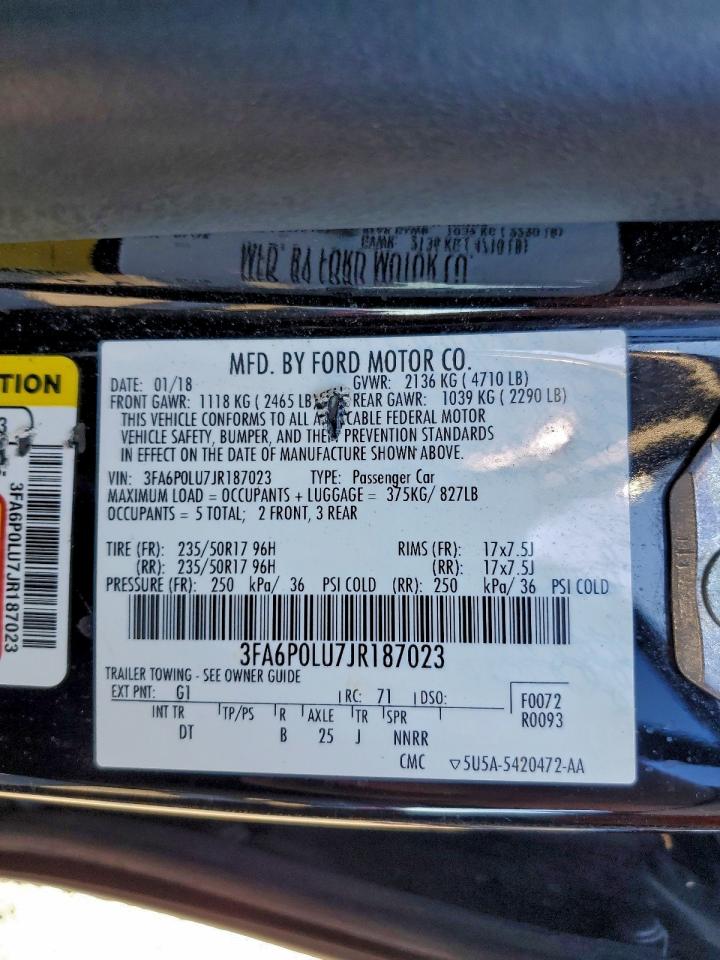 MFD. BY FORD MOTOR CO.
DATE: 01/18 GVWR: 2136 KG ( 4710 LB)
FRONT GAWR: 1118 KG ( 2465 LB) REAR GAWR: 1039 KG ( 2290 LB)
THIS VEHICLE CONFORMS TO ALL CABLE FEDERAL MOTOR
VEHICLE SAFETY, BUMPER, AND PREVENTION STANDARDS
IN EFFECT ON THE DATE OF MANUFACTURE SHOWN ABOVE.
VIN: 3FA6P0LU7JR187023 TYPE: Passenger Car
MAXIMUM LOAD = OCCUPANTS + LUGGAGE = 375KG/ 827LB
OCCUPANTS = 5 TOTAL; 2 FRONT, 3 REAR
TIRE (FR): 235/50R17 96H RIMS (FR): 17x7.5J
(RR): 235/50R17 96H (RR): 17x7.5J
PRESSURE (FR): 250 kPa/ 36 PSI COLD (RR): 250 kPa/ 36 PSI COLD
3FA6P0LU7JR187023
TRAILER TOWING - SEE OWNER GUIDE
EXT PNT: G1 RC: 71 DSO: F0072
INT TR TP/PS R AXLE TR SPR R0093
DT B 25 J NNRR
CMC ▽5U5A-5420472-AA
TION
3FA6P0LU7JR187023